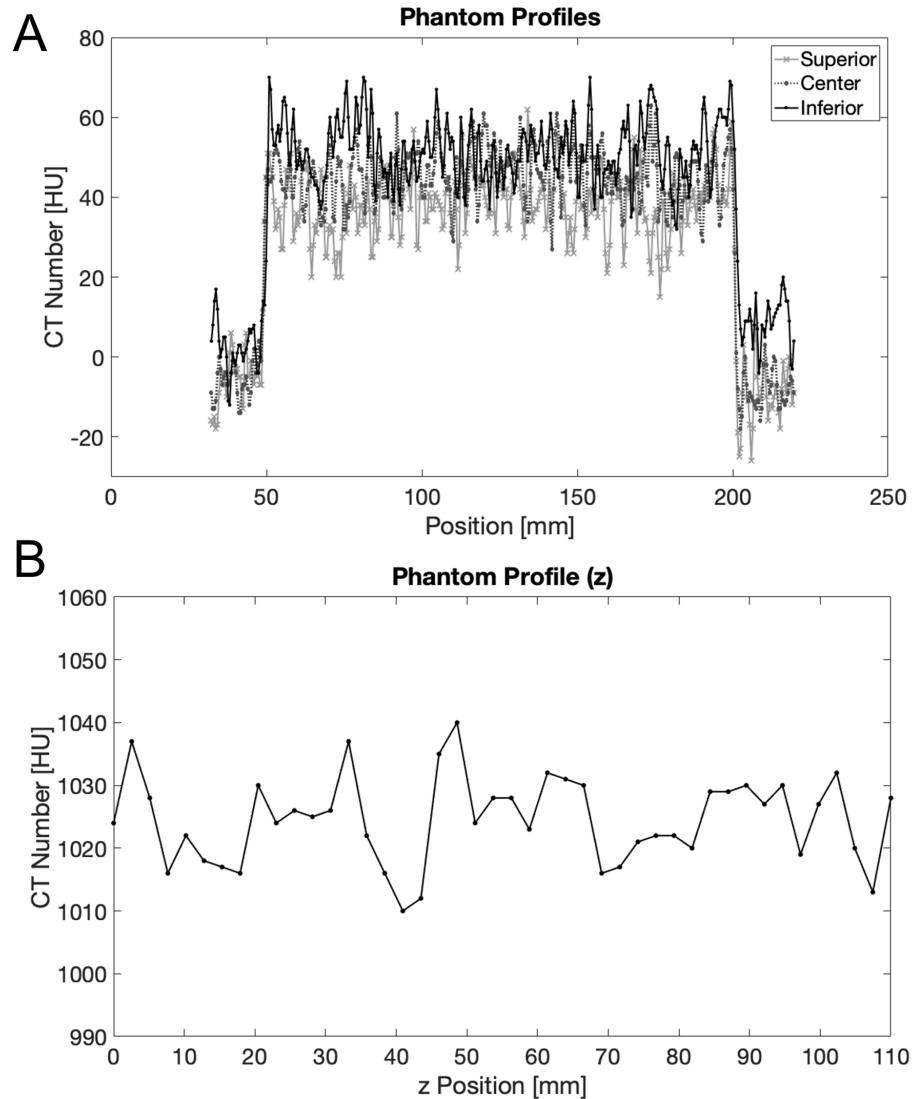 A
Phantom Profiles
80
60
40
20
0
-20
CT Number [HU]
Superior
Center
Inferior
0 50 100 150 200 250
Position [mm]
B
Phantom Profile (z)
1060
1050
1040
1030
1020
1010
1000
990
CT Number [HU]
0 10 20 30 40 50 60 70 80 90 100 110
z Position [mm]